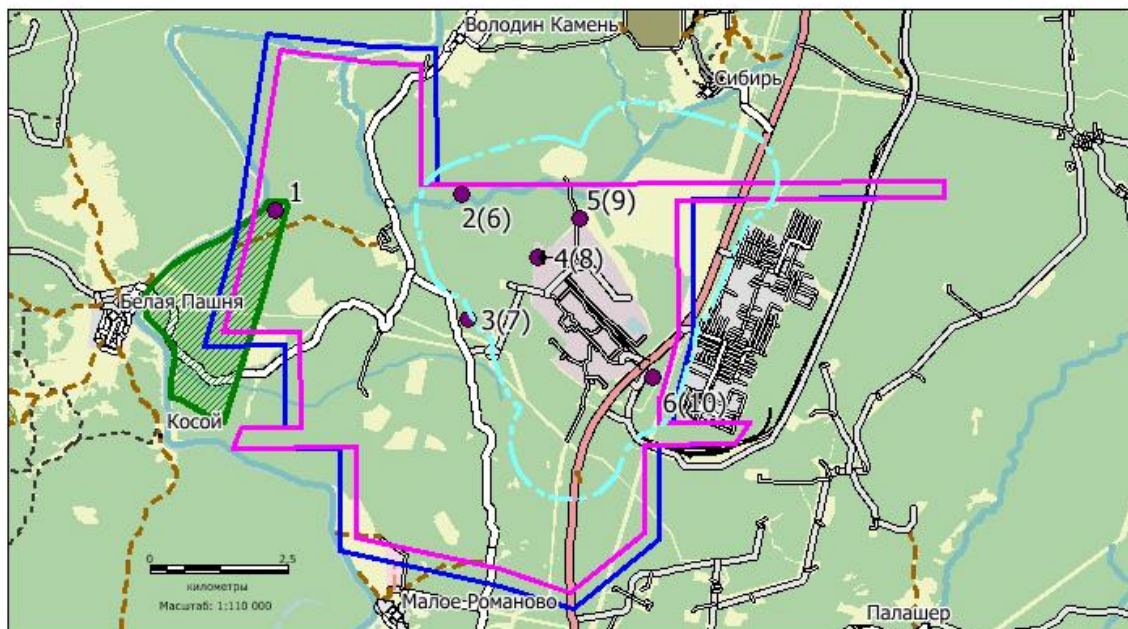 Володин Камень
Сибирь
1
2(6)
5(9)
4(8)
Белая Пашня
3(7)
6(10)
Косой
0 2,5
километры
Масштаб: 1:110 000
Малое-Романово
Палашер